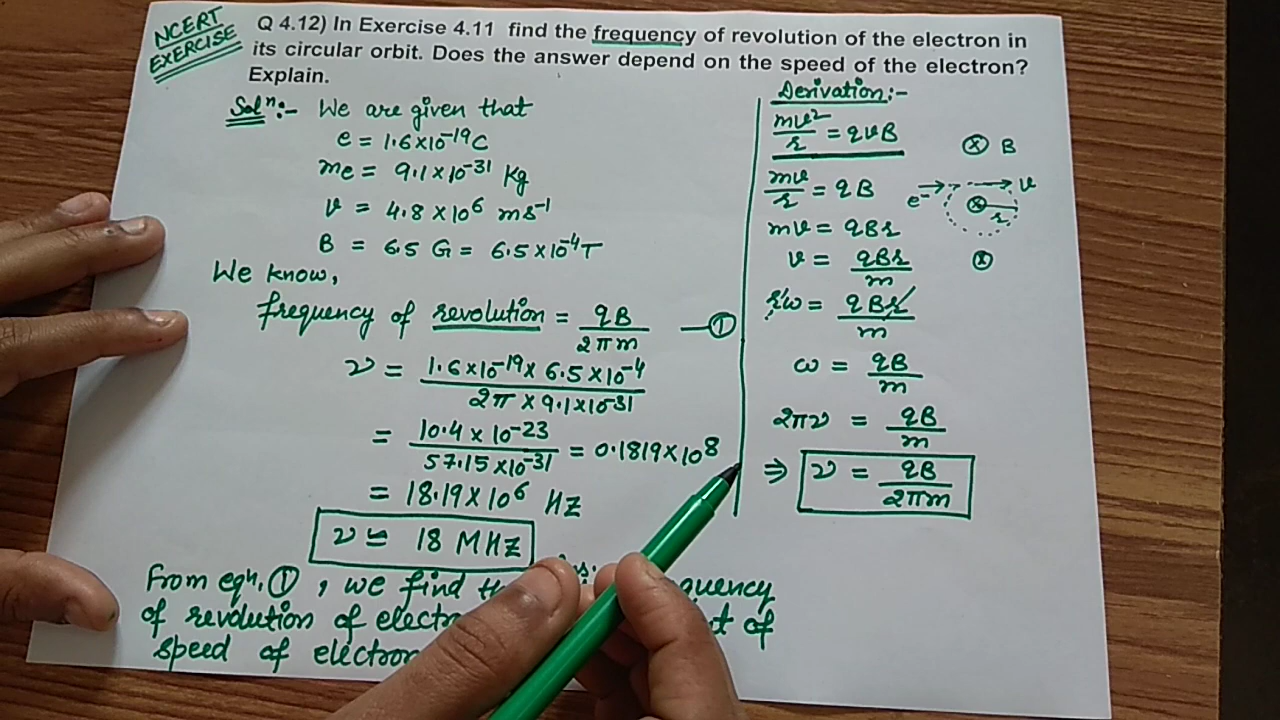 NCERT
EXERCISE
Q 4.12) In Exercise 4.11 find the frequency of revolution of the electron in
its circular orbit. Does the answer depend on the speed of the electron?
Explain.
Solⁿ:- We are given that
e = 1.6×10⁻¹⁹C
me = 9.1×10⁻³¹ Kg
v = 4.8×10⁶ ms⁻¹
B = 6.5 G = 6.5×10⁻⁴T
We know,
frequency of revolution = qB/2πm —①
ν = 1.6×10⁻¹⁹×6.5×10⁻⁴/2π×9.1×10⁻³¹
= 10.4×10⁻²³/57.15×10⁻³¹ = 0.1819×10⁸
= 18.19×10⁶ HZ
ν ≃ 18 MHZ
From eqn. ①, we find
of revolution of
speed of electron
Derivation:-
mv²/r = qvB
mv/r = qB
mv = qBr
v = qBr/m
rω = qBr/m
ω = qB/m
2πν = qB/m
⇒ ν = qB/2πm
ⓧ B
e⁻ → v
ⓧ r
ⓧ